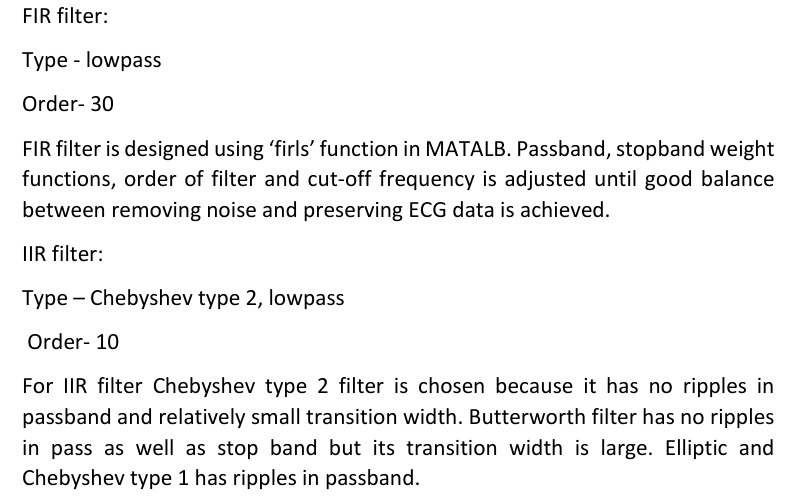 FIR filter:
Type - lowpass
Order- 30
FIR filter is designed using ‘firls’ function in MATALB. Passband, stopband weight
functions, order of filter and cut-off frequency is adjusted until good balance
between removing noise and preserving ECG data is achieved.
IIR filter:
Type – Chebyshev type 2, lowpass
Order- 10
For IIR filter Chebyshev type 2 filter is chosen because it has no ripples in
passband and relatively small transition width. Butterworth filter has no ripples
in pass as well as stop band but its transition width is large. Elliptic and
Chebyshev type 1 has ripples in passband.